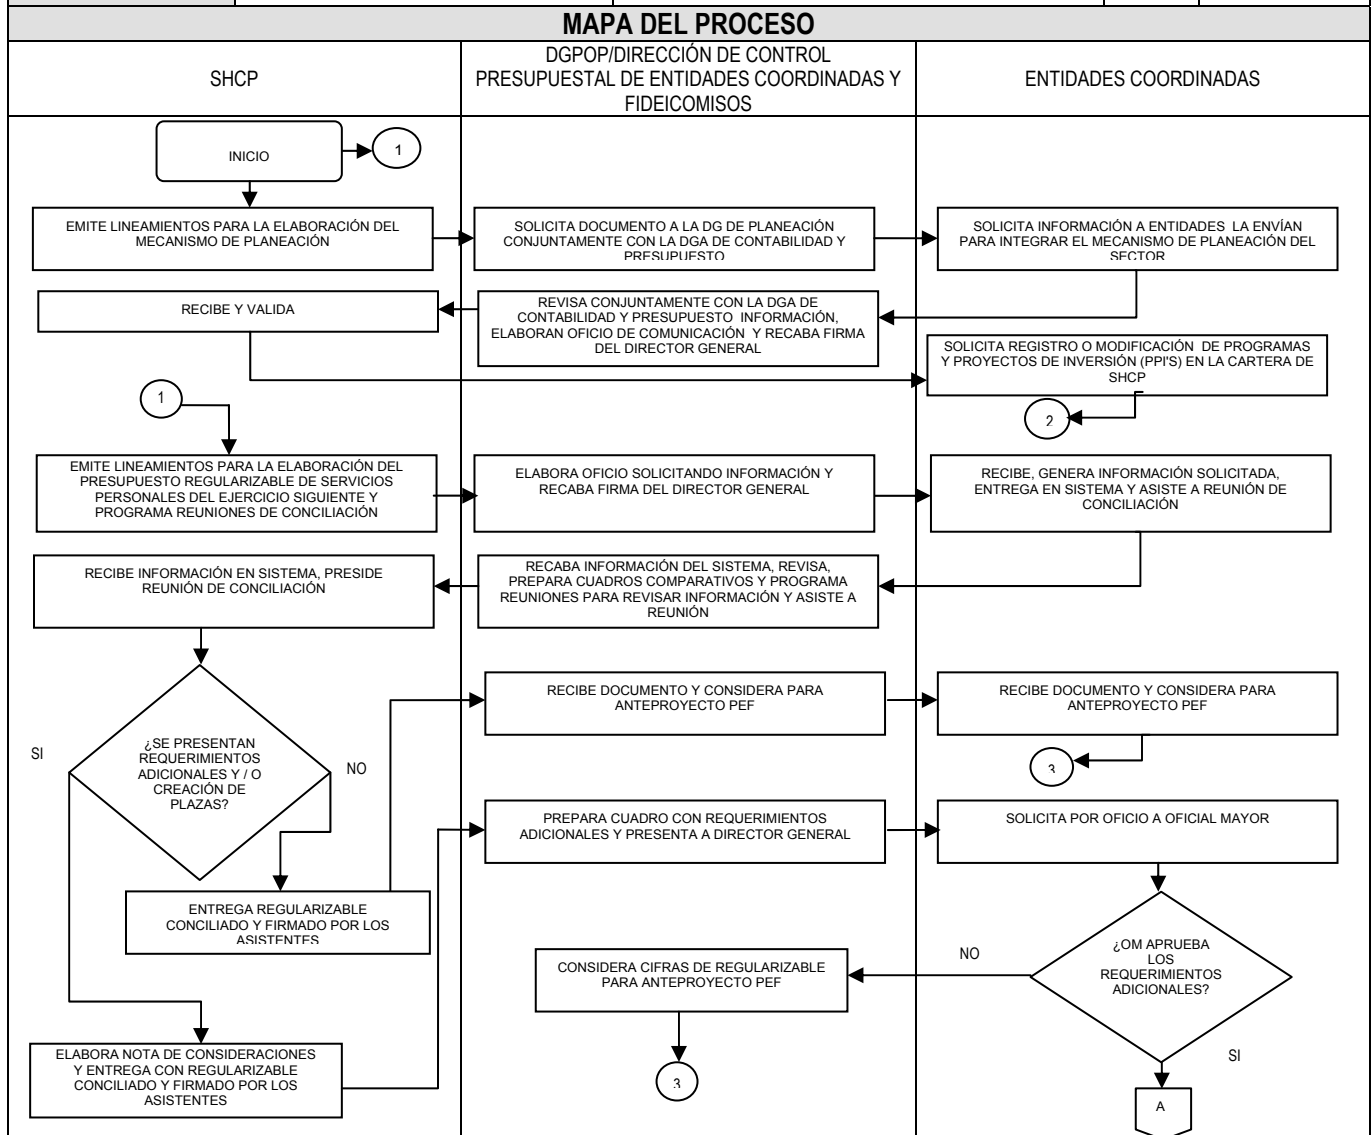 MAPA DEL PROCESO
SHCP
DGPOP/DIRECCIÓN DE CONTROL
PRESUPUESTAL DE ENTIDADES COORDINADAS Y
FIDEICOMISOS
ENTIDADES COORDINADAS
INICIO
1
EMITE LINEAMIENTOS PARA LA ELABORACIÓN DEL
MECANISMO DE PLANEACIÓN
SOLICITA DOCUMENTO A LA DG DE PLANEACIÓN
CONJUNTAMENTE CON LA DGA DE CONTABILIDAD Y
PRESUPUESTO
SOLICITA INFORMACIÓN A ENTIDADES LA ENVÍAN
PARA INTEGRAR EL MECANISMO DE PLANEACIÓN DEL
SECTOR
RECIBE Y VALIDA
REVISA CONJUNTAMENTE CON LA DGA DE
CONTABILIDAD Y PRESUPUESTO INFORMACIÓN,
ELABORAN OFICIO DE COMUNICACIÓN Y RECABA FIRMA
DEL DIRECTOR GENERAL
SOLICITA REGISTRO O MODIFICACIÓN DE PROGRAMAS
Y PROYECTOS DE INVERSIÓN (PPI'S) EN LA CARTERA DE
SHCP
1
2
EMITE LINEAMIENTOS PARA LA ELABORACIÓN DEL
PRESUPUESTO REGULARIZABLE DE SERVICIOS
PERSONALES DEL EJERCICIO SIGUIENTE Y
PROGRAMA REUNIONES DE CONCILIACIÓN
ELABORA OFICIO SOLICITANDO INFORMACIÓN Y
RECABA FIRMA DEL DIRECTOR GENERAL
RECIBE, GENERA INFORMACIÓN SOLICITADA,
ENTREGA EN SISTEMA Y ASISTE A REUNIÓN DE
CONCILIACIÓN
RECIBE INFORMACIÓN EN SISTEMA, PRESIDE
REUNIÓN DE CONCILIACIÓN
RECABA INFORMACIÓN DEL SISTEMA, REVISA,
PREPARA CUADROS COMPARATIVOS Y PROGRAMA
REUNIONES PARA REVISAR INFORMACIÓN Y ASISTE A
REUNIÓN
¿SE PRESENTAN
REQUERIMIENTOS
ADICIONALES Y / O
CREACIÓN DE
PLAZAS?
SI
NO
RECIBE DOCUMENTO Y CONSIDERA PARA
ANTEPROYECTO PEF
RECIBE DOCUMENTO Y CONSIDERA PARA
ANTEPROYECTO PEF
3
PREPARA CUADRO CON REQUERIMIENTOS
ADICIONALES Y PRESENTA A DIRECTOR GENERAL
SOLICITA POR OFICIO A OFICIAL MAYOR
ENTREGA REGULARIZABLE
CONCILIADO Y FIRMADO POR LOS
ASISTENTES
CONSIDERA CIFRAS DE REGULARIZABLE
PARA ANTEPROYECTO PEF
NO
¿OM APRUEBA
LOS
REQUERIMIENTOS
ADICIONALES?
SI
ELABORA NOTA DE CONSIDERACIONES
Y ENTREGA CON REGULARIZABLE
CONCILIADO Y FIRMADO POR LOS
ASISTENTES
3
A